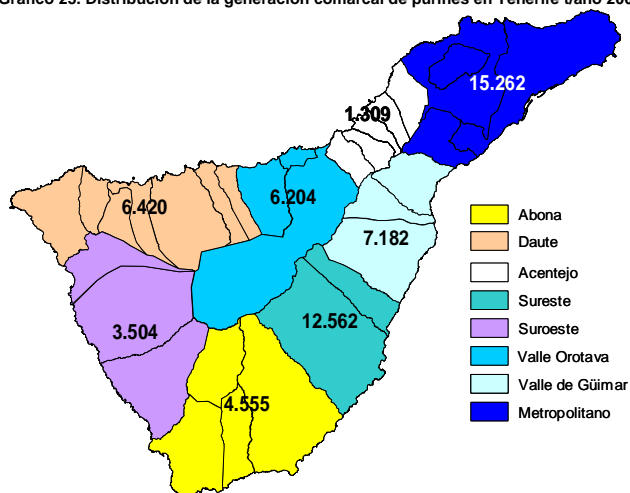 Gráfico 25. Distribución de la generación comarcal de purines en Tenerife t/año
15.262
1.309
6.420
6.204
7.182
3.504
12.562
4.555
Abona
Daute
Acentejo
Sureste
Suroeste
Valle Orotava
Valle de Güimar
Metropolitano